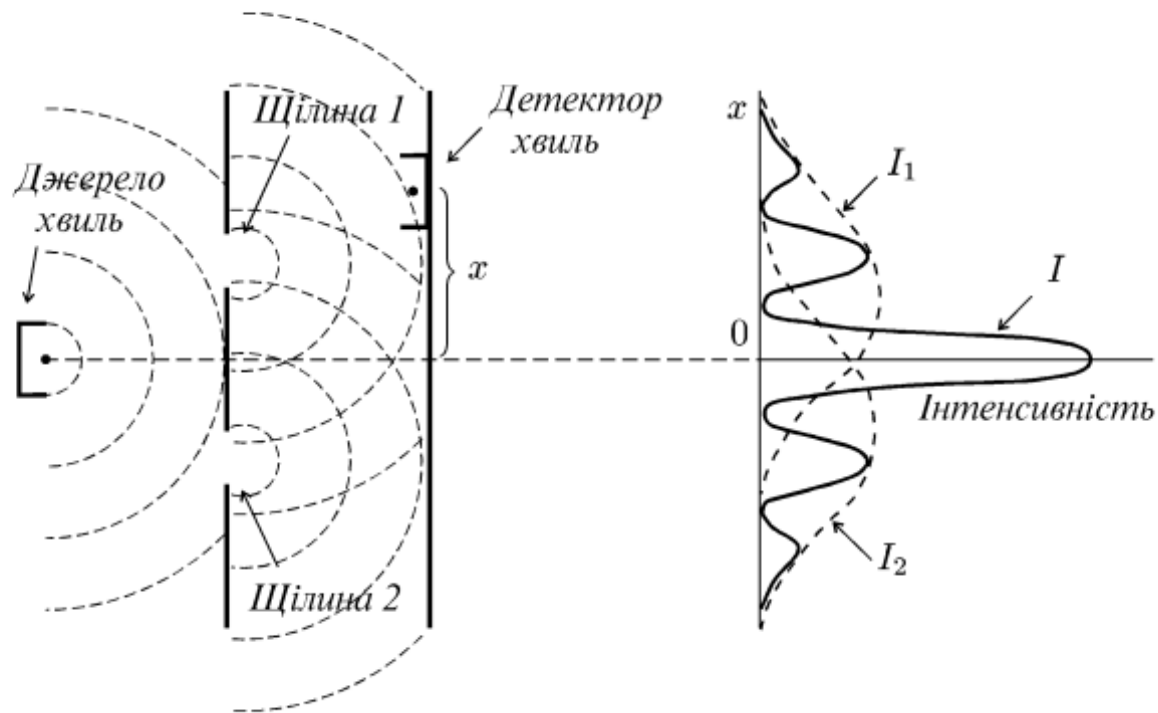 Щілина 1
Детектор
хвиль
Джерело
хвиль
x
x
I₁
I
0
Інтенсивність
I₂
Щілина 2